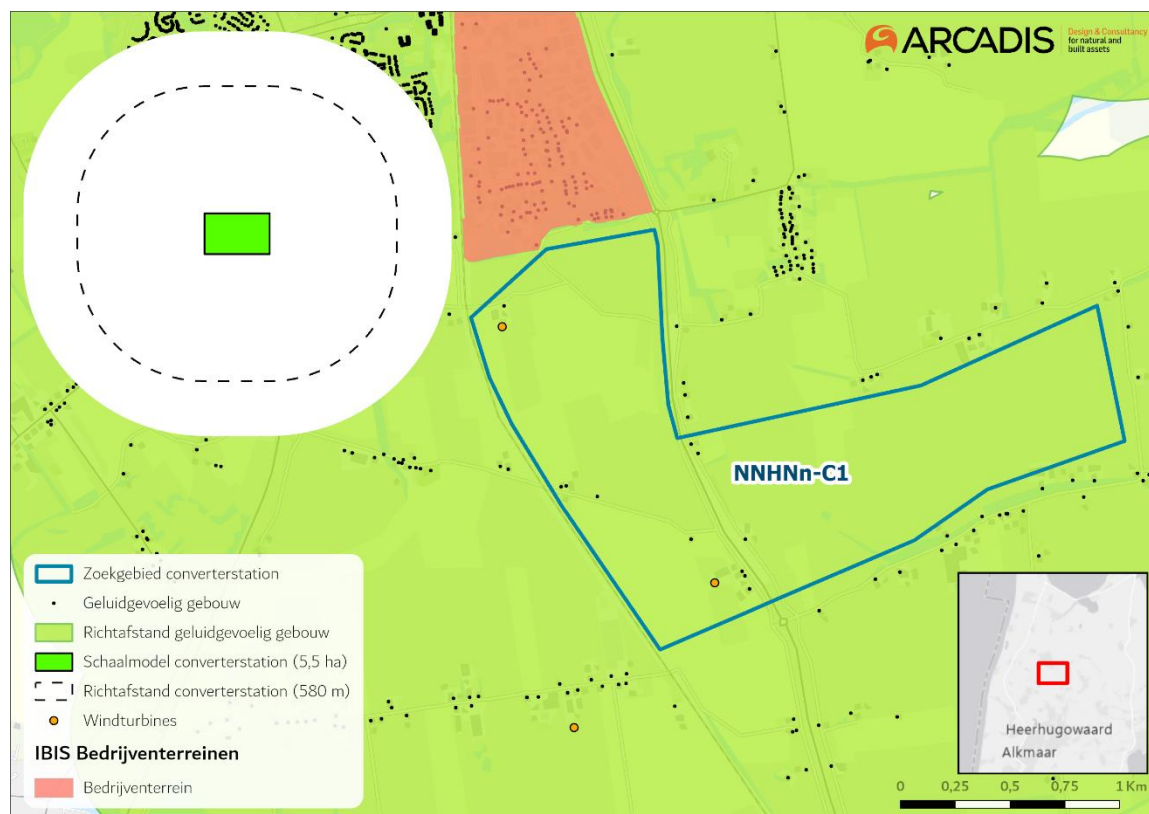 ARCADIS
Design & Consultancy
for natural and
built assets
NNHNn-C1
Zoekgebied converterstation
Geluidgevoelig gebouw
Richtafstand geluidgevoelig gebouw
Schaalmodel converterstation (5,5 ha)
Richtafstand converterstation (580 m)
Windturbines
IBIS Bedrijventerreinen
Bedrijventerrein
Heerhugowaard
Alkmaar
0 0,25 0,5 0,75 1 Km